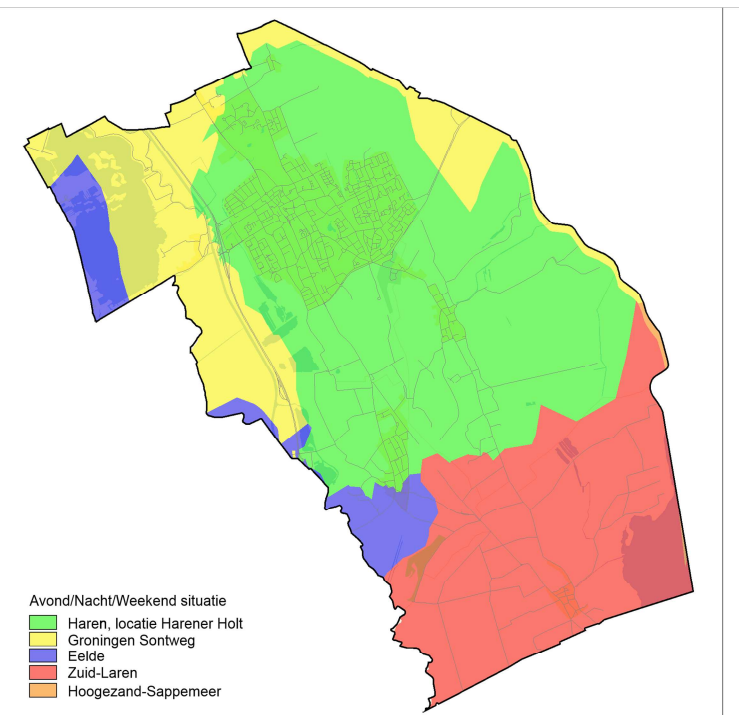 Avond/Nacht/Weekend situatie
Haren, locatie Harener Holt
Groningen Sontweg
Eelde
Zuid-Laren
Hoogezand-Sappemeer